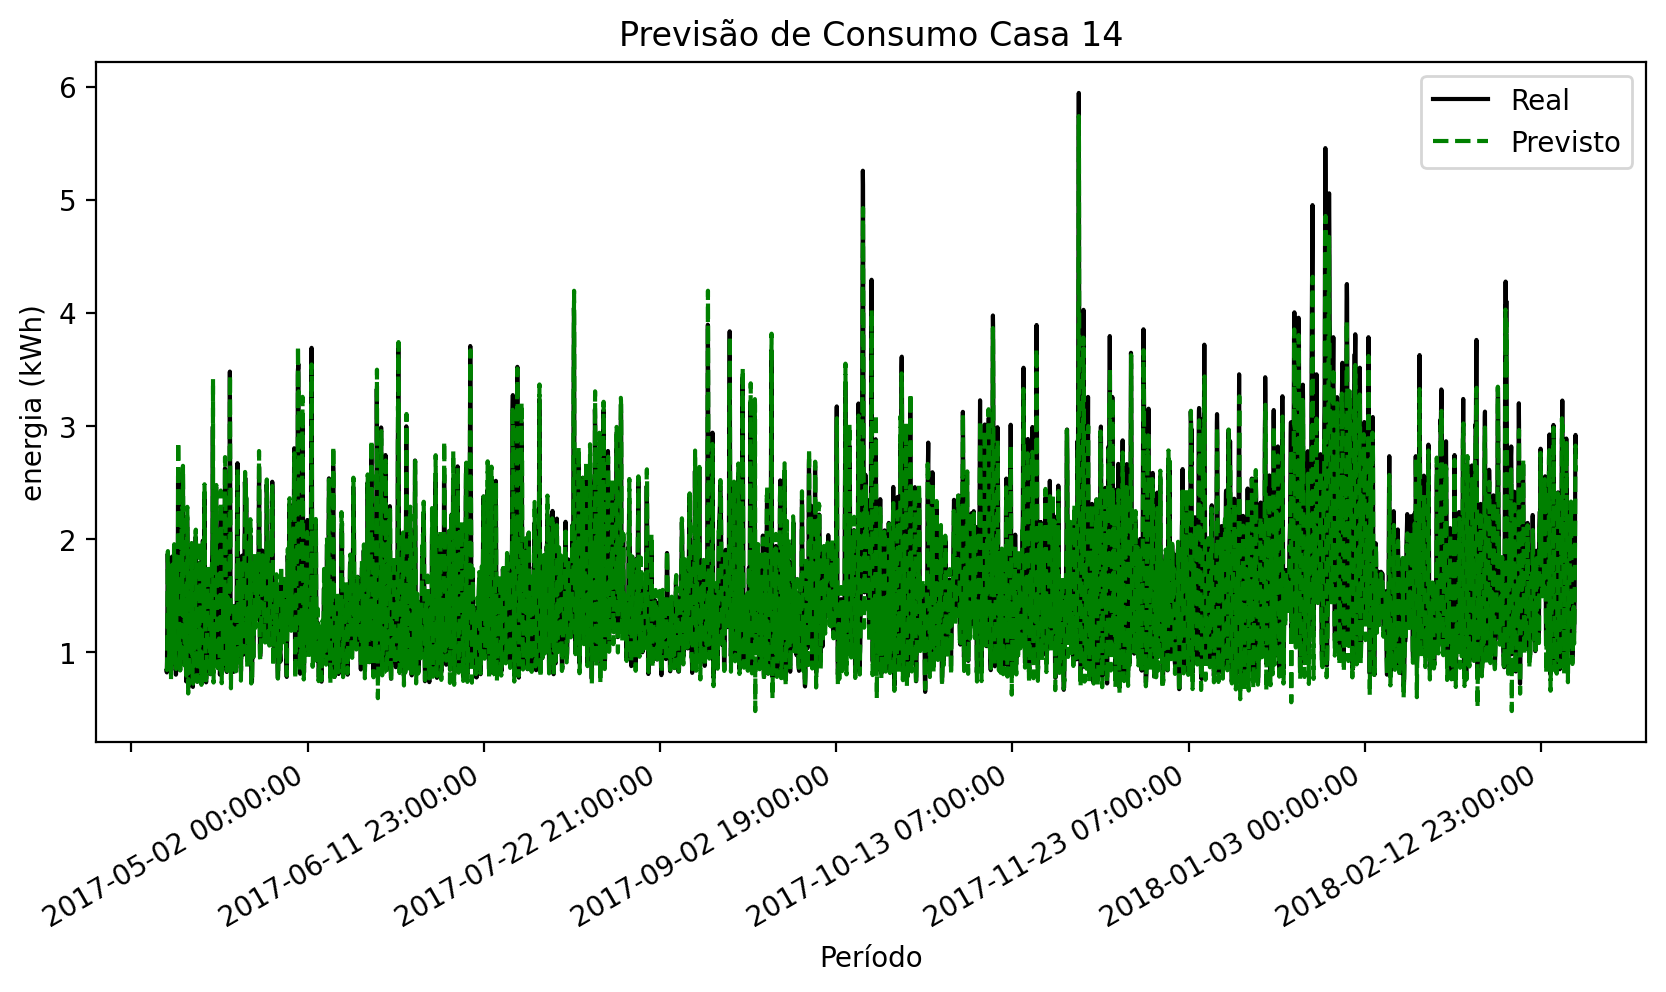 Previsão de Consumo Casa 14
Real
Previsto
energia (kWh)
6
5
4
3
2
1
2017-05-02 00:00:00
2017-06-11 23:00:00
2017-07-22 21:00:00
2017-09-02 19:00:00
2017-10-13 07:00:00
2017-11-23 07:00:00
2018-01-03 00:00:00
2018-02-12 23:00:00
Período